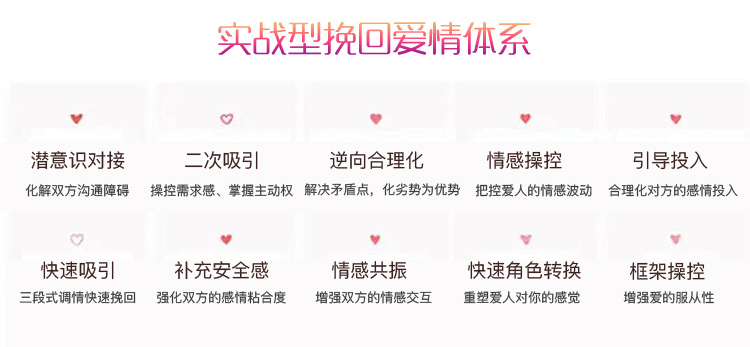 实战型挽回爱情体系
潜意识对接
二次吸引
逆向合理化
情感操控
引导投入
化解双方沟通障碍
操控需求感、掌握主动权
解决矛盾点，化劣势为优势
把控爱人的情感波动
合理化对方的感情投入
快速吸引
补充安全感
情感共振
快速角色转换
框架操控
三段式调情快速挽回
强化双方的感情粘合度
增强双方的情感交互
重塑爱人对你的感觉
增强爱的服从性